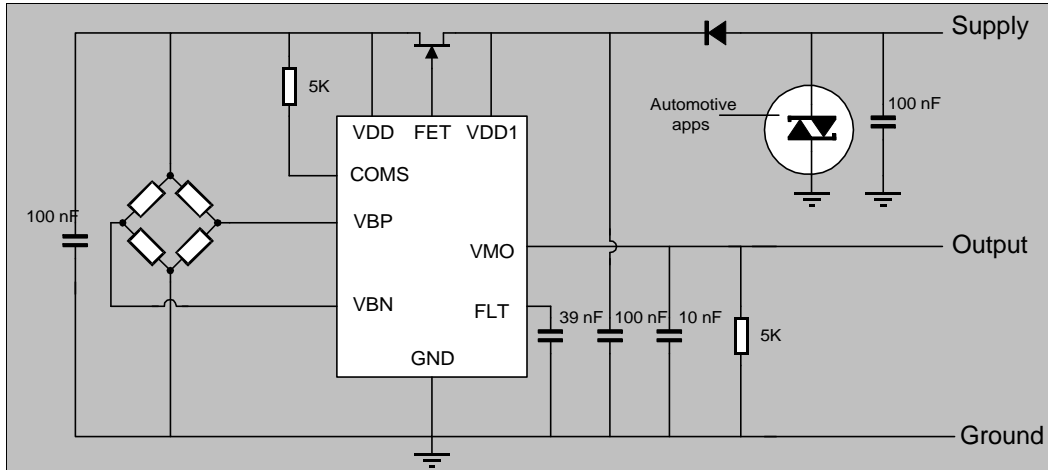 Supply
5K
Automotive
apps
100 nF
VDD FET VDD1
COMS
100 nF
VBP
VMO
Output
VBN
FLT
39 nF
100 nF
10 nF
5K
GND
Ground